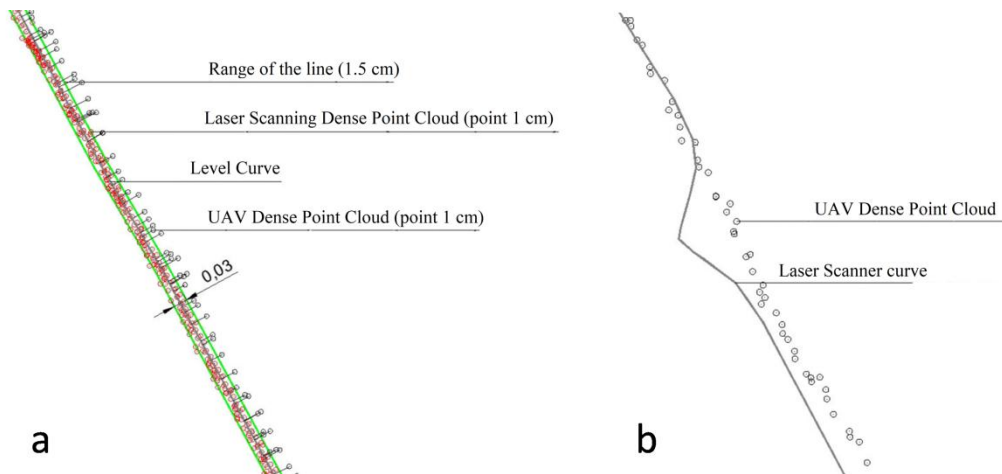 Range of the line (1.5 cm)
Laser Scanning Dense Point Cloud (point 1 cm)
Level Curve
UAV Dense Point Cloud (point 1 cm)
0,03
a
UAV Dense Point Cloud
Laser Scanner curve
b